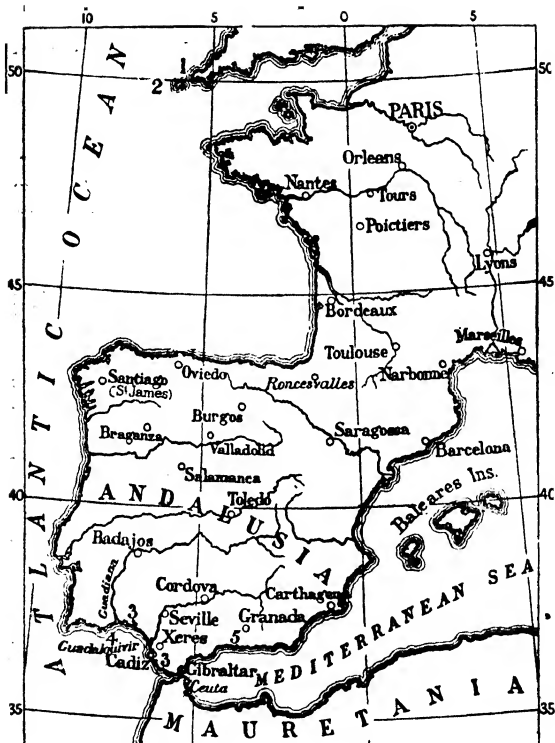 10
5
0
5
50
50
1
2
PARIS
Orleans
Nantes
Tours
Poictiers
Lyons
45
45
Bordeaux
Marseilles
Toulouse
Narbonne
Oviedo
Roncesvalles
Santiago
(St James)
Burgos
Braganza
Valladolid
Saragossa
Barcelona
Salamanca
Baleares Ins.
40
40
ANDALUSIA
Toledo
Badajos
1
Guadiana
Cordova
Carthagena
3
Seville
Granada
4
Xeres
5
Guadalquivir
Cadiz
3
Gibraltar
Ceuta
ATLANTIC OCEAN
MEDITERRANEAN SEA
35
35
MAURETANIA